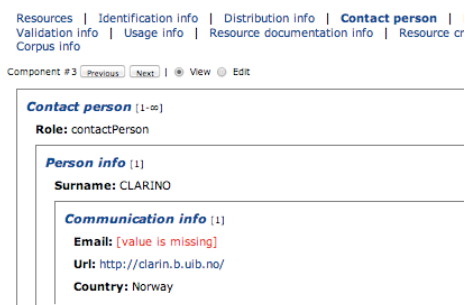 Resources | Identification info | Distribution info | Contact person |
Validation info | Usage info | Resource documentation info | Resource cr
Corpus info
Component #3 Previous Next | View Edit
Contact person [1-∞]
Role: contactPerson
Person info [1]
Surname: CLARINO
Communication info [1]
Email: [value is missing]
Url: http://clarin.b.uib.no/
Country: Norway